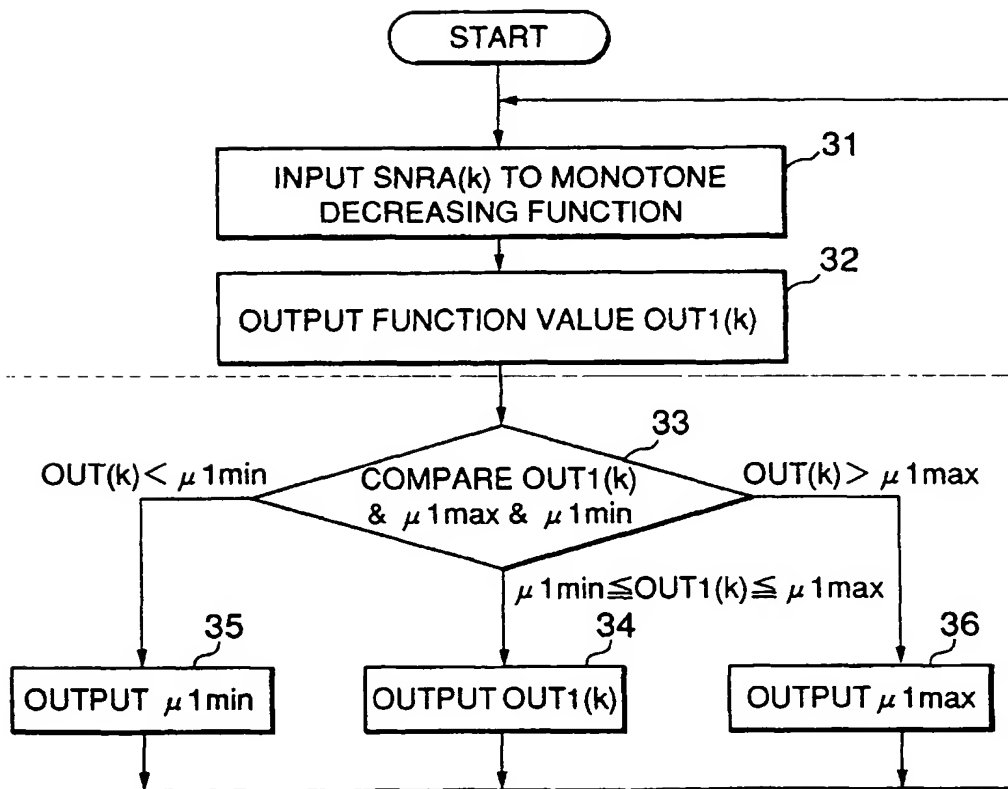 START
31
INPUT SNRA(k) TO MONOTONE
DECREASING FUNCTION
32
OUTPUT FUNCTION VALUE OUT1(k)
33
OUT(k) < μ1min
COMPARE OUT1(k)
& μ1max & μ1min
OUT(k) > μ1max
μ1min≦OUT1(k)≦ μ1max
35
34
36
OUTPUT μ1min
OUTPUT OUT1(k)
OUTPUT μ1max